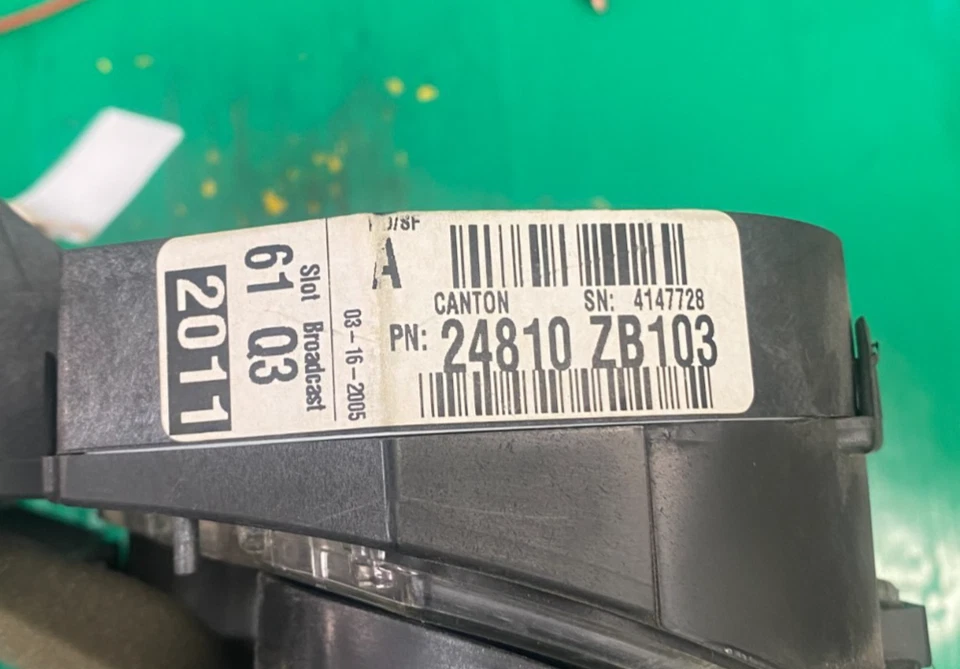 A
CANTON SN: 4147728
PN: 24810 ZB103
03-16-2005
Slot Broadcast
61 Q3
2011